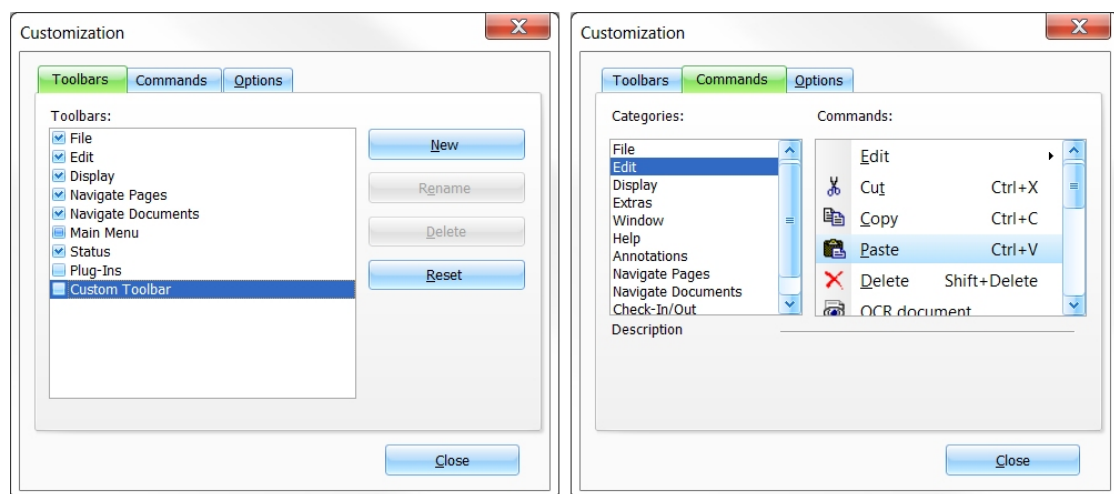 Customization
Toolbars Commands Options
Toolbars:
File
Edit
Display
Navigate Pages
Navigate Documents
Main Menu
Status
Plug-Ins
Custom Toolbar
New
Rename
Delete
Reset
Close
Customization
Toolbars Commands Options
Categories:
File
Edit
Display
Extras
Window
Help
Annotations
Navigate Pages
Navigate Documents
Check-In/Out
Commands:
Edit
Cut Ctrl+X
Copy Ctrl+C
Paste Ctrl+V
Delete Shift+Delete
OCR document
Description
Close